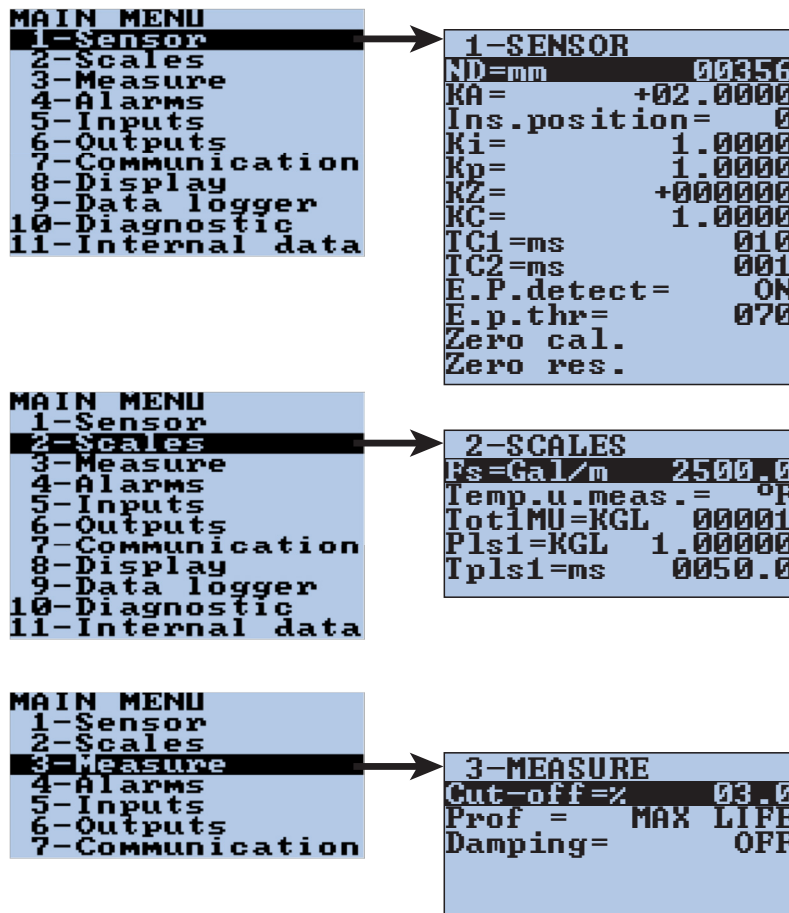 MAIN MENU
1-Sensor
2-Scales
3-Measure
4-Alarms
5-Inputs
6-Outputs
7-Communication
8-Display
9-Data logger
10-Diagnostic
11-Internal data
1-SENSOR
ND=mm 00356
KA= +02.0000
Ins.position= 0
Ki= 1.0000
Kp= 1.0000
KZ= +000000
KC= 1.0000
TC1=ms 010
TC2=ms 001
E.P.detect= ON
E.p.thr= 070
Zero cal.
Zero res.
MAIN MENU
1-Sensor
2-Scales
3-Measure
4-Alarms
5-Inputs
6-Outputs
7-Communication
8-Display
9-Data logger
10-Diagnostic
11-Internal data
2-SCALES
Fs=Gal/m 2500.0
Temp.u.meas.= °F
Tot1MU=KGL 00001
Pls1=KGL 1.00000
Tpls1=ms 0050.0
MAIN MENU
1-Sensor
2-Scales
3-Measure
4-Alarms
5-Inputs
6-Outputs
7-Communication
3-MEASURE
Cut-off=% 03.0
Prof = MAX LIFE
Damping= OFF